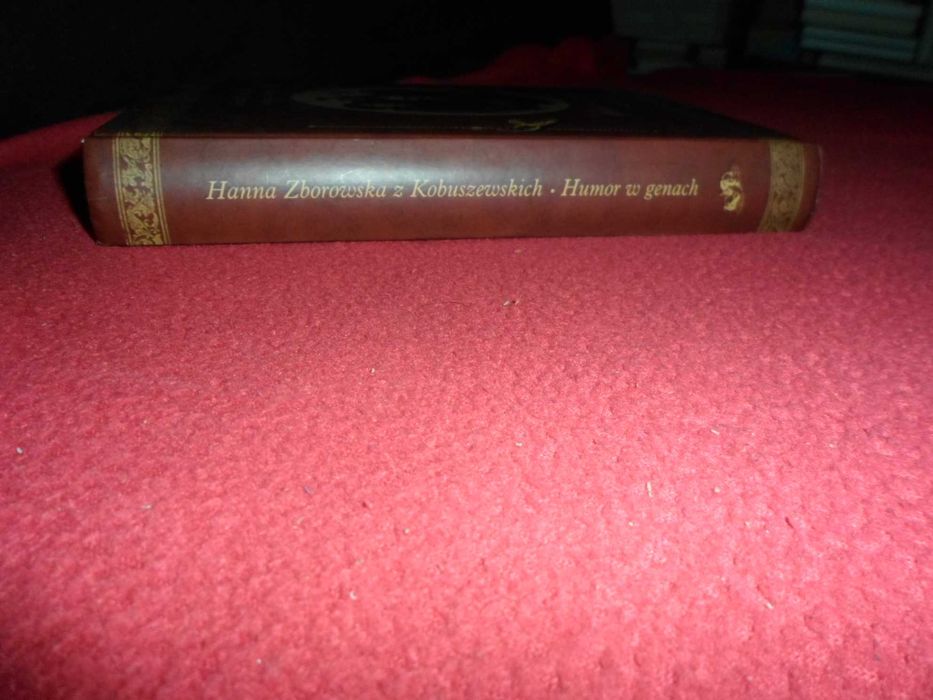 Hanna Zborowska z Kobuszewskich · Humor w genach